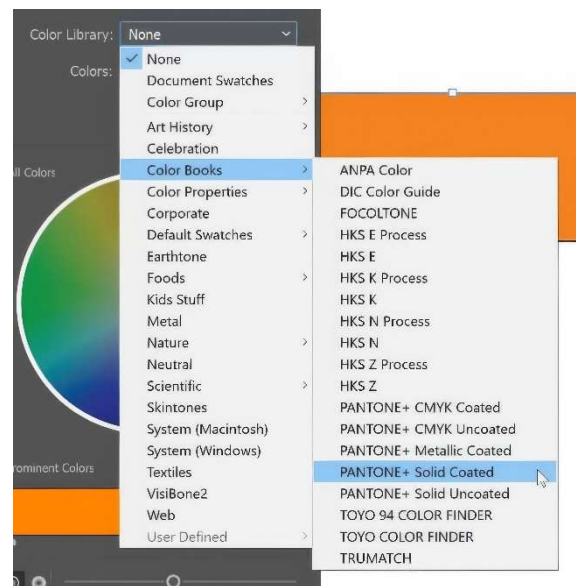 Color Library: None
Colors:
None
Document Swatches
Color Group
Art History
Celebration
Color Books
Color Properties
Corporate
Default Swatches
Earthtone
Foods
Kids Stuff
Metal
Nature
Neutral
Scientific
Skintones
System (Macintosh)
System (Windows)
Textiles
VisiBone2
Web
User Defined
ANPA Color
DIC Color Guide
FOCOLTONE
HKS E Process
HKS E
HKS K Process
HKS K
HKS N Process
HKS N
HKS Z Process
HKS Z
PANTONE+ CMYK Coated
PANTONE+ CMYK Uncoated
PANTONE+ Metallic Coated
PANTONE+ Solid Coated
PANTONE+ Solid Uncoated
TOYO 94 COLOR FINDER
TOYO COLOR FINDER
TRUMATCH
ll Colors
rominent Colors